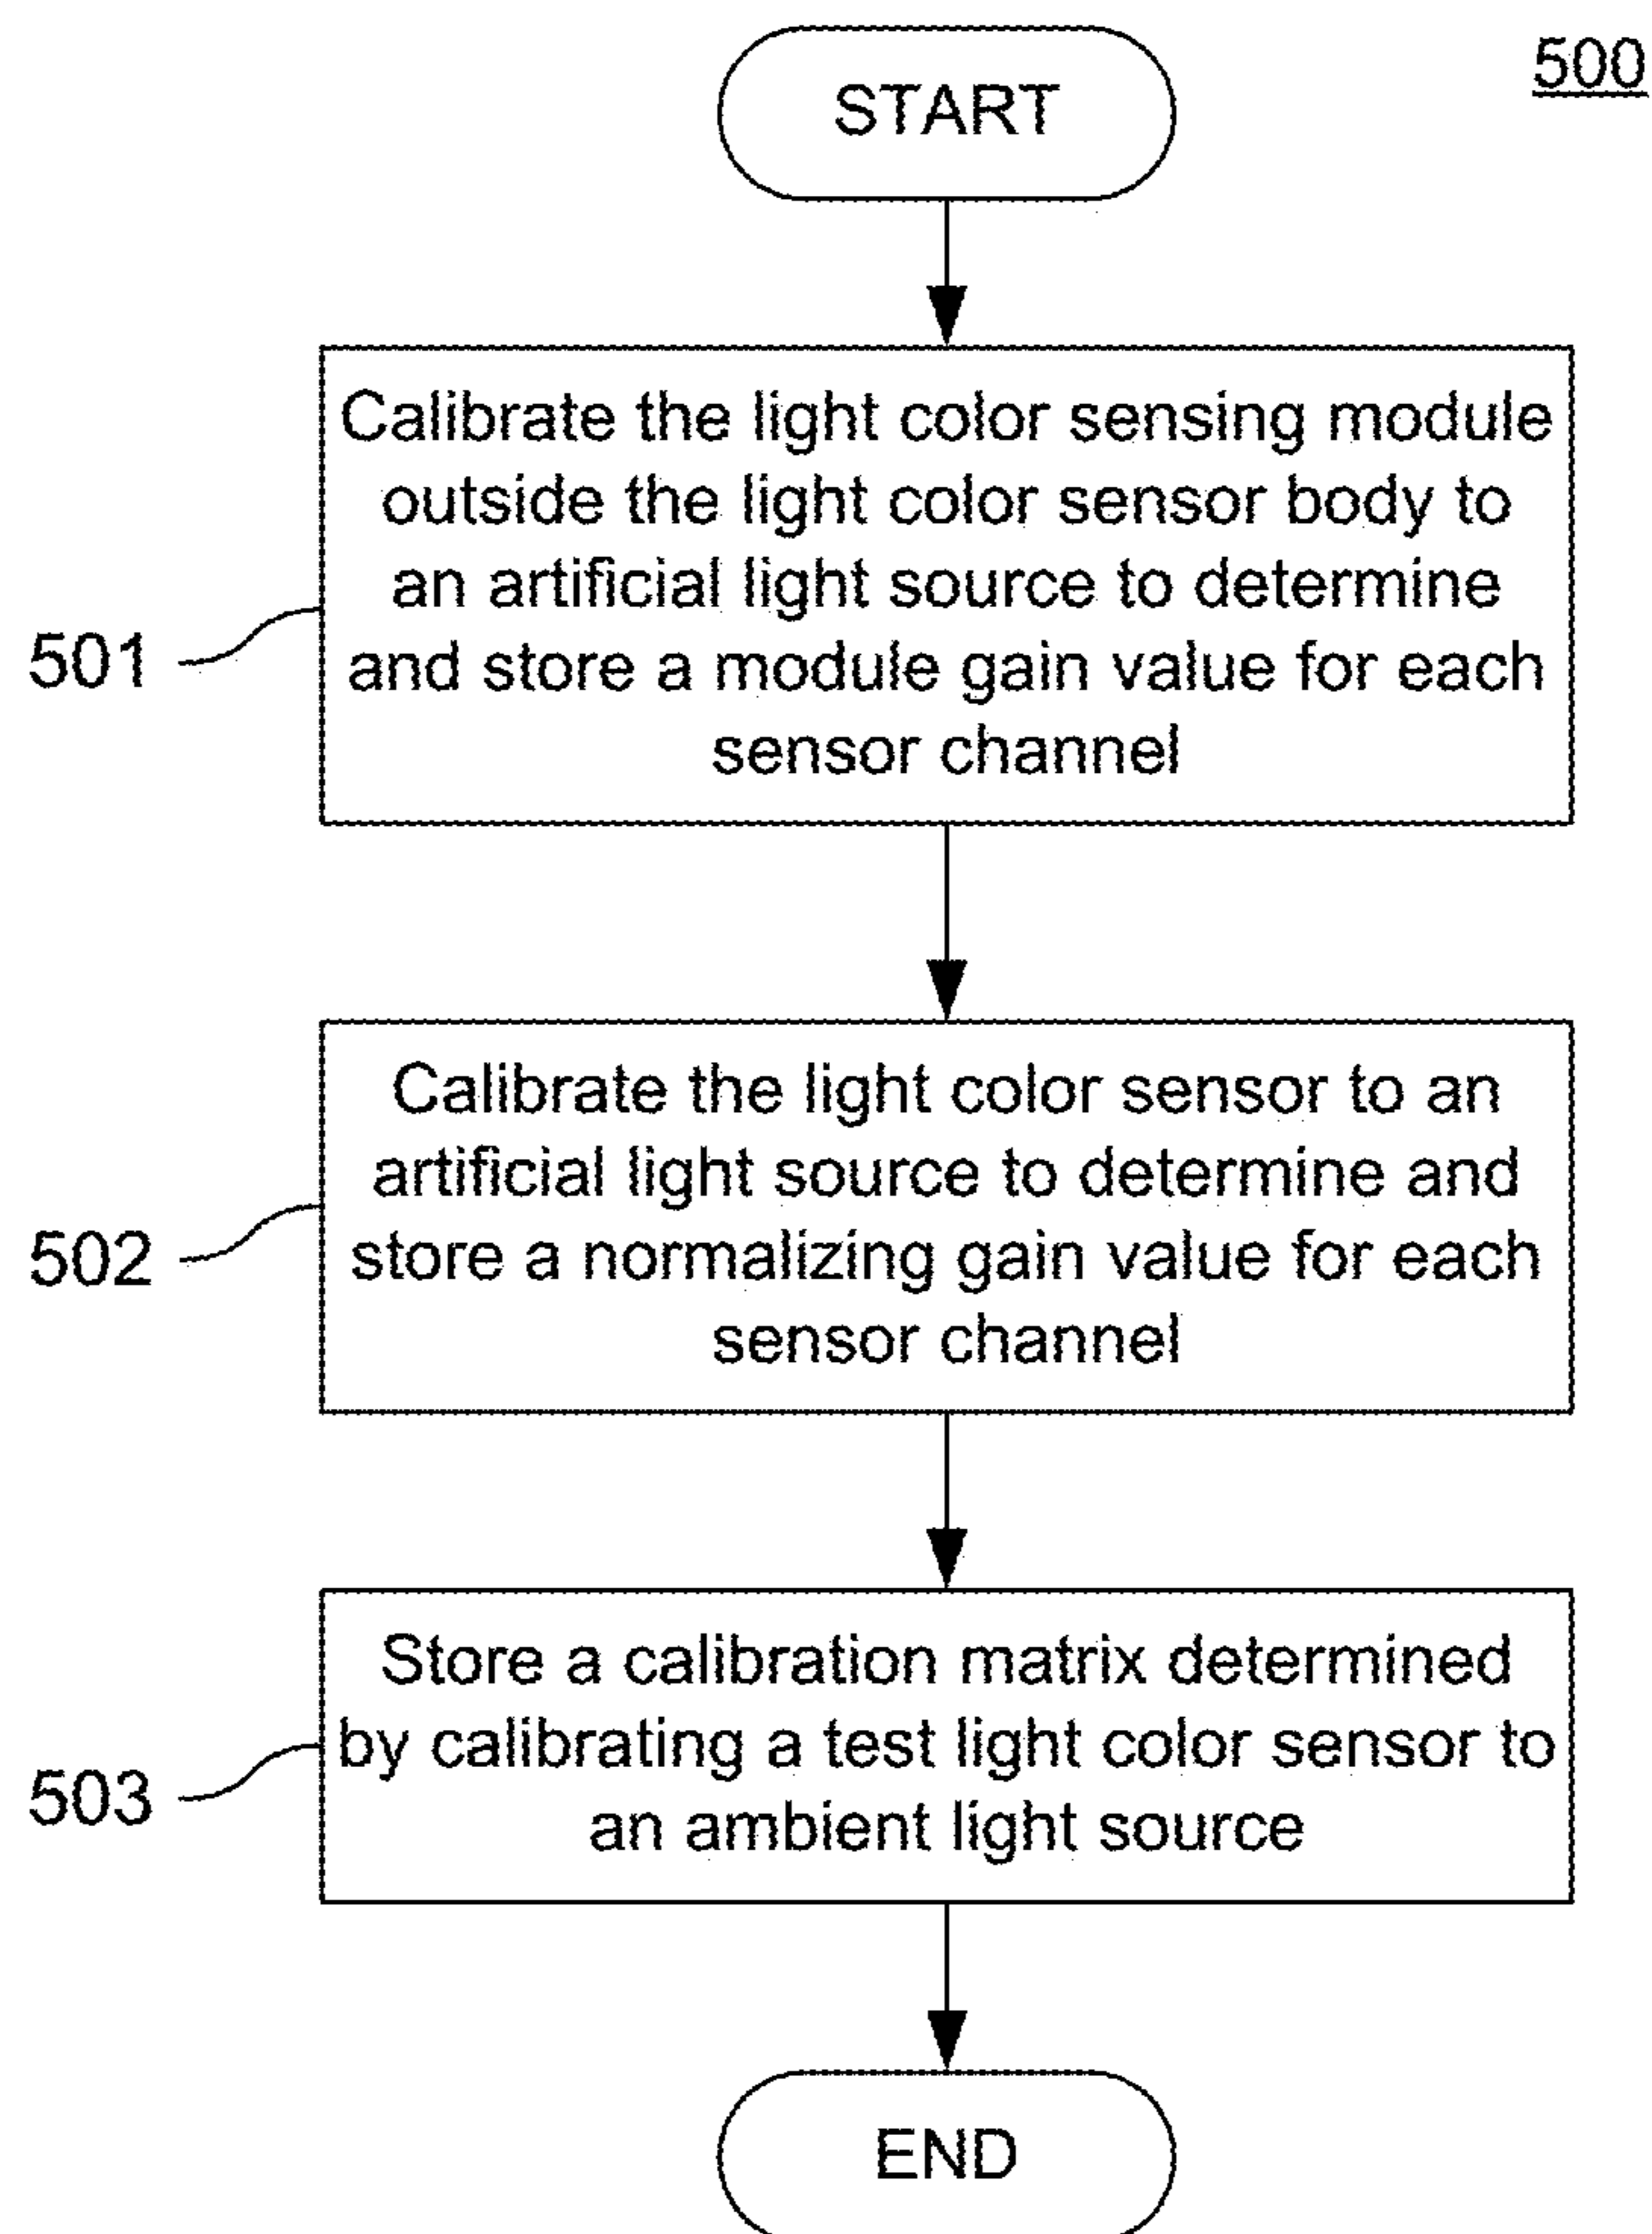 START
500
Calibrate the light color sensing module
outside the light color sensor body to
an artificial light source to determine
and store a module gain value for each
sensor channel
501
Calibrate the light color sensor to an
artificial light source to determine and
store a normalizing gain value for each
sensor channel
502
Store a calibration matrix determined
by calibrating a test light color sensor to
an ambient light source
503
END